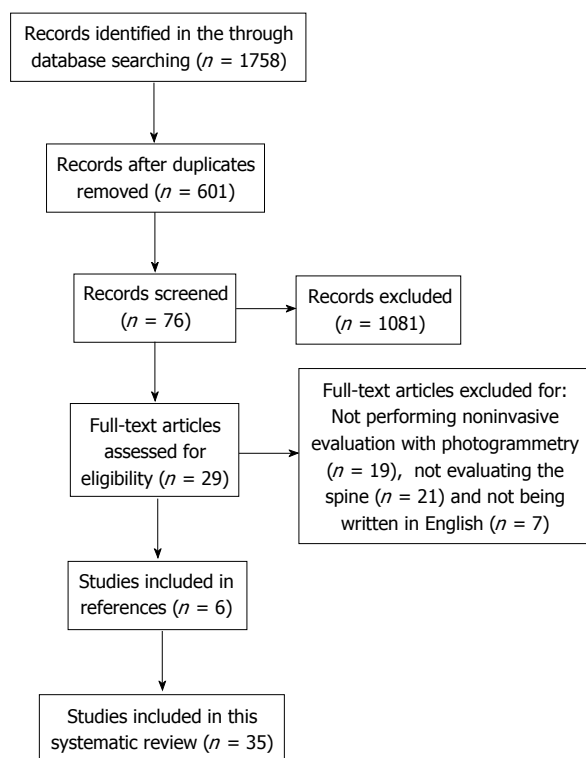 Records identified in the through
database searching (n = 1758)
Records after duplicates
removed (n = 601)
Records screened
(n = 76)
Records excluded
(n = 1081)
Full-text articles
assessed for
eligibility (n = 29)
Full-text articles excluded for:
Not performing noninvasive
evaluation with photogrammetry
(n = 19), not evaluating the
spine (n = 21) and not being
written in English (n = 7)
Studies included in
references (n = 6)
Studies included in this
systematic review (n = 35)